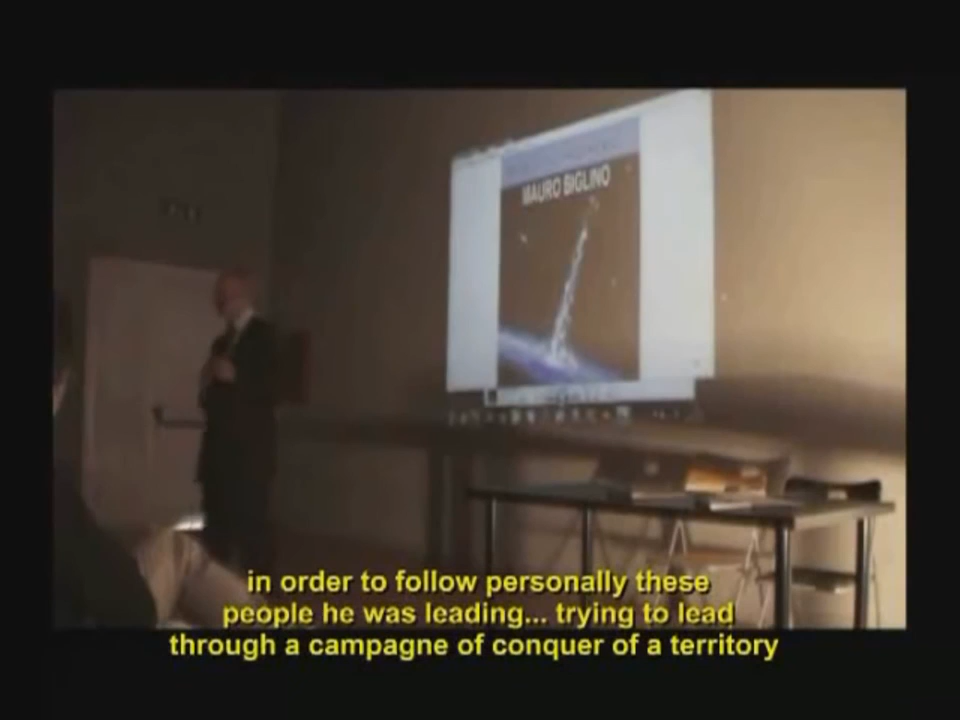 MAURO BIGLINO
in order to follow personally these
people he was leading... trying to lead
through a campagne of conquer of a territory